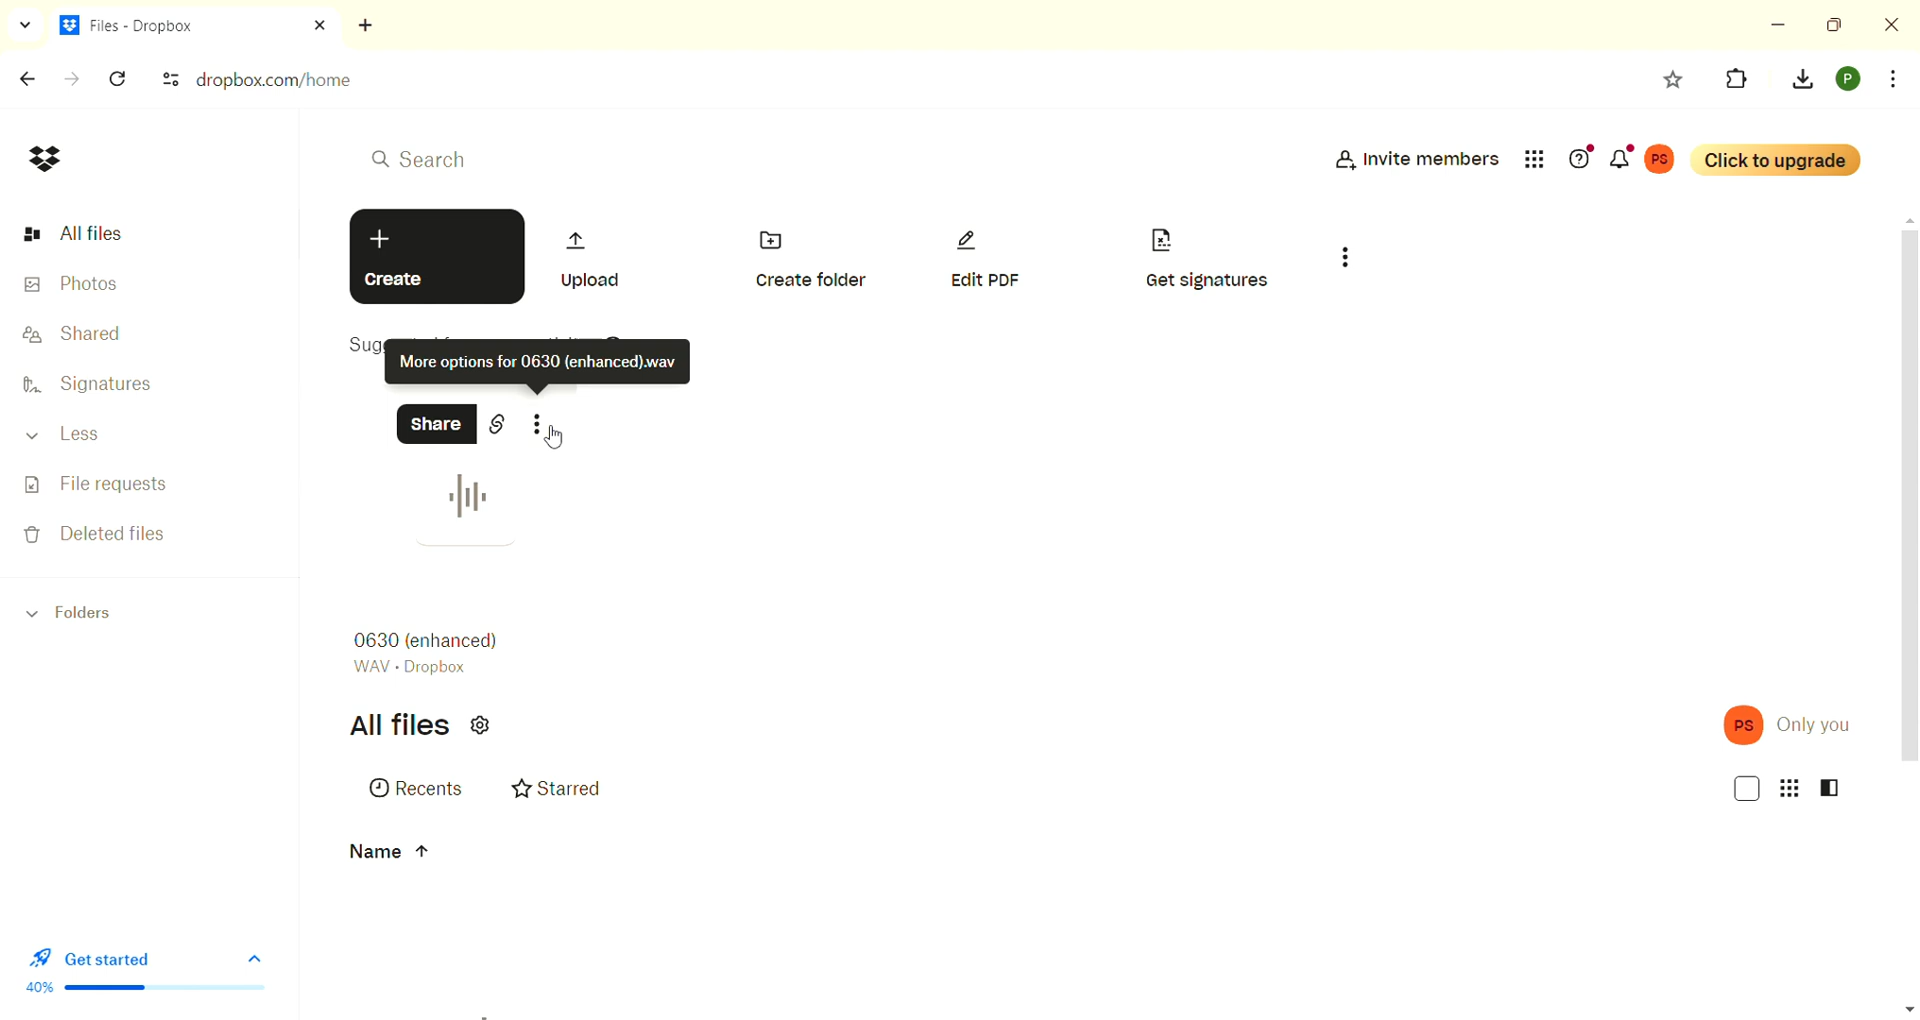 Files - Dropbox
dropbox.com/home
P
Search
Invite members
PS
Click to upgrade
All files
Photos
Shared
Signatures
Less
File requests
Deleted files
Folders
Create
Upload
Create folder
Edit PDF
Get signatures
More options for 0630 (enhanced).wav
Share
0630 (enhanced)
WAV • Dropbox
All files
PS
Only you
Recents
Starred
Name
Get started
40%